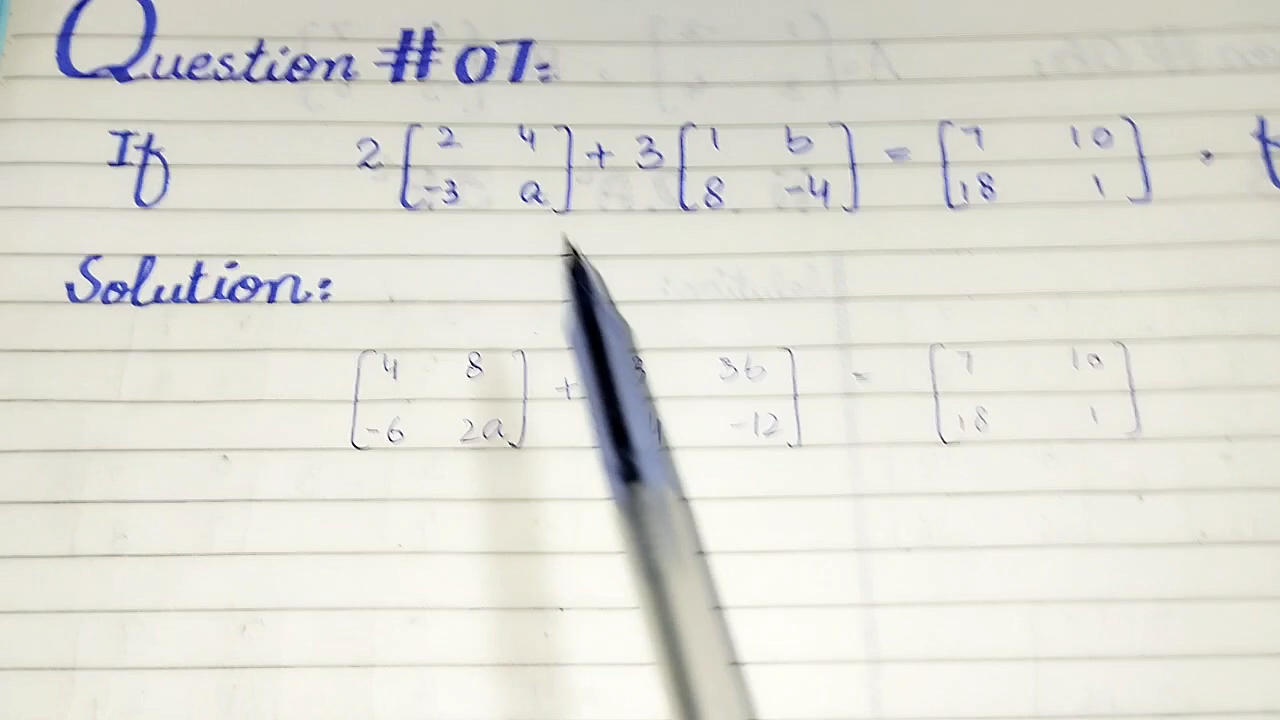 Question #07:
If 2 [2 4] + 3 [1 b] = [7 10] .
[-3 a] [8 -4] [18 1]
Solution:
[4 8] + 3b] = [7 10]
[-6 2a] -12] [18 1]